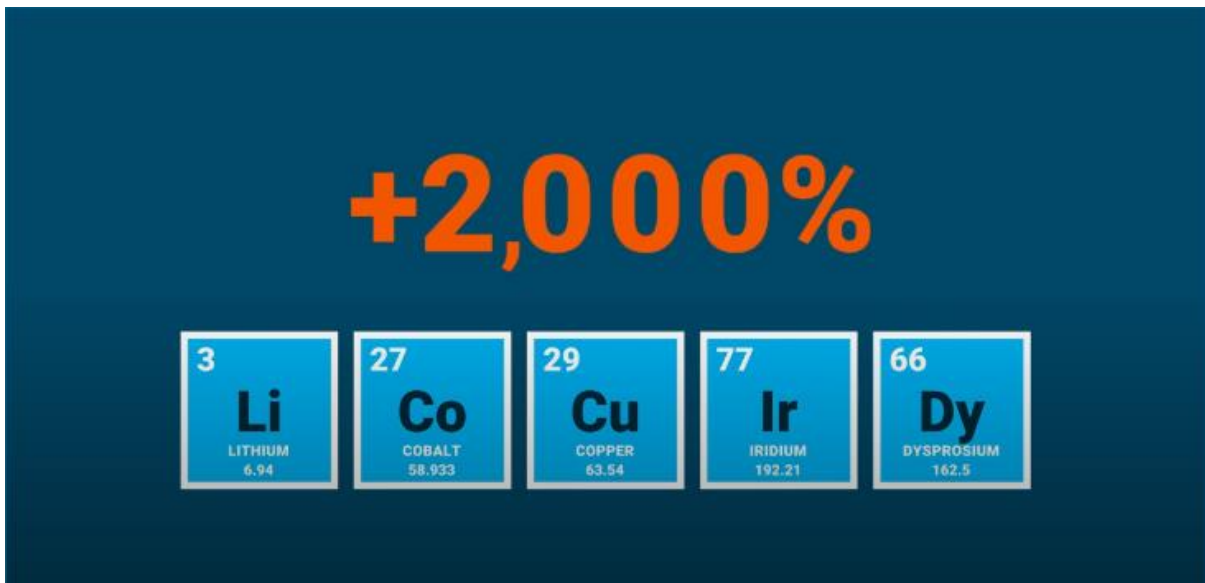 +2,000%
3 27 29 77 66
Li Co Cu Ir Dy
LITHIUM COBALT COPPER IRIDIUM DYSPROSIUM
6.94 58.933 63.54 192.21 162.5